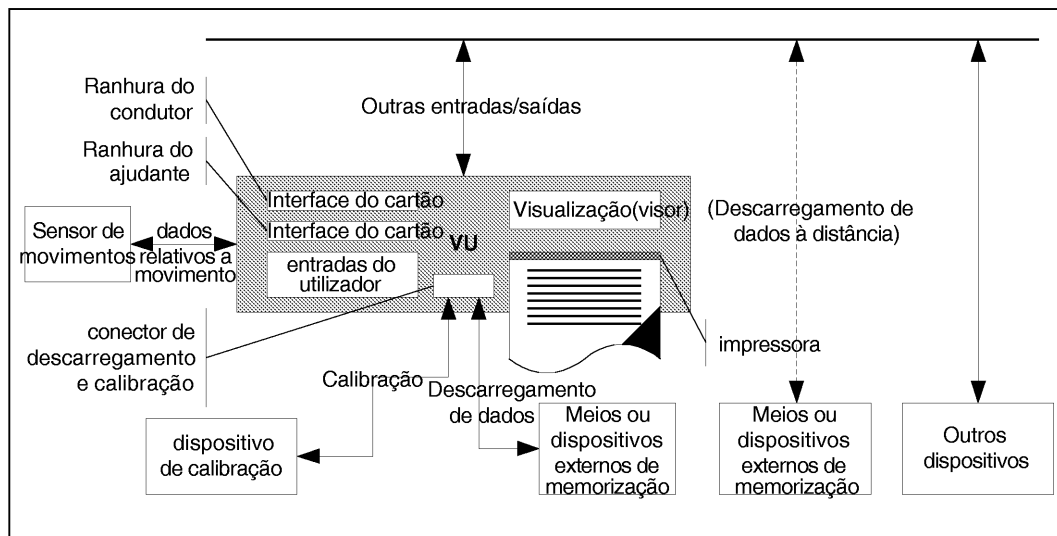 Ranhura do
condutor
Outras entradas/saídas
Ranhura do
ajudante
Interface do cartão
Interface do cartão
VU
Visualização(visor)
(Descarregamento de
dados à distância)
Sensor de
movimentos
dados
relativos a
movimento
entradas do
utilizador
conector de
descarregamento
e calibração
impressora
Calibração
Descarregamento
de dados
dispositivo
de calibração
Meios ou
dispositivos
externos de
memorização
Meios ou
dispositivos
externos de
memorização
Outros
dispositivos